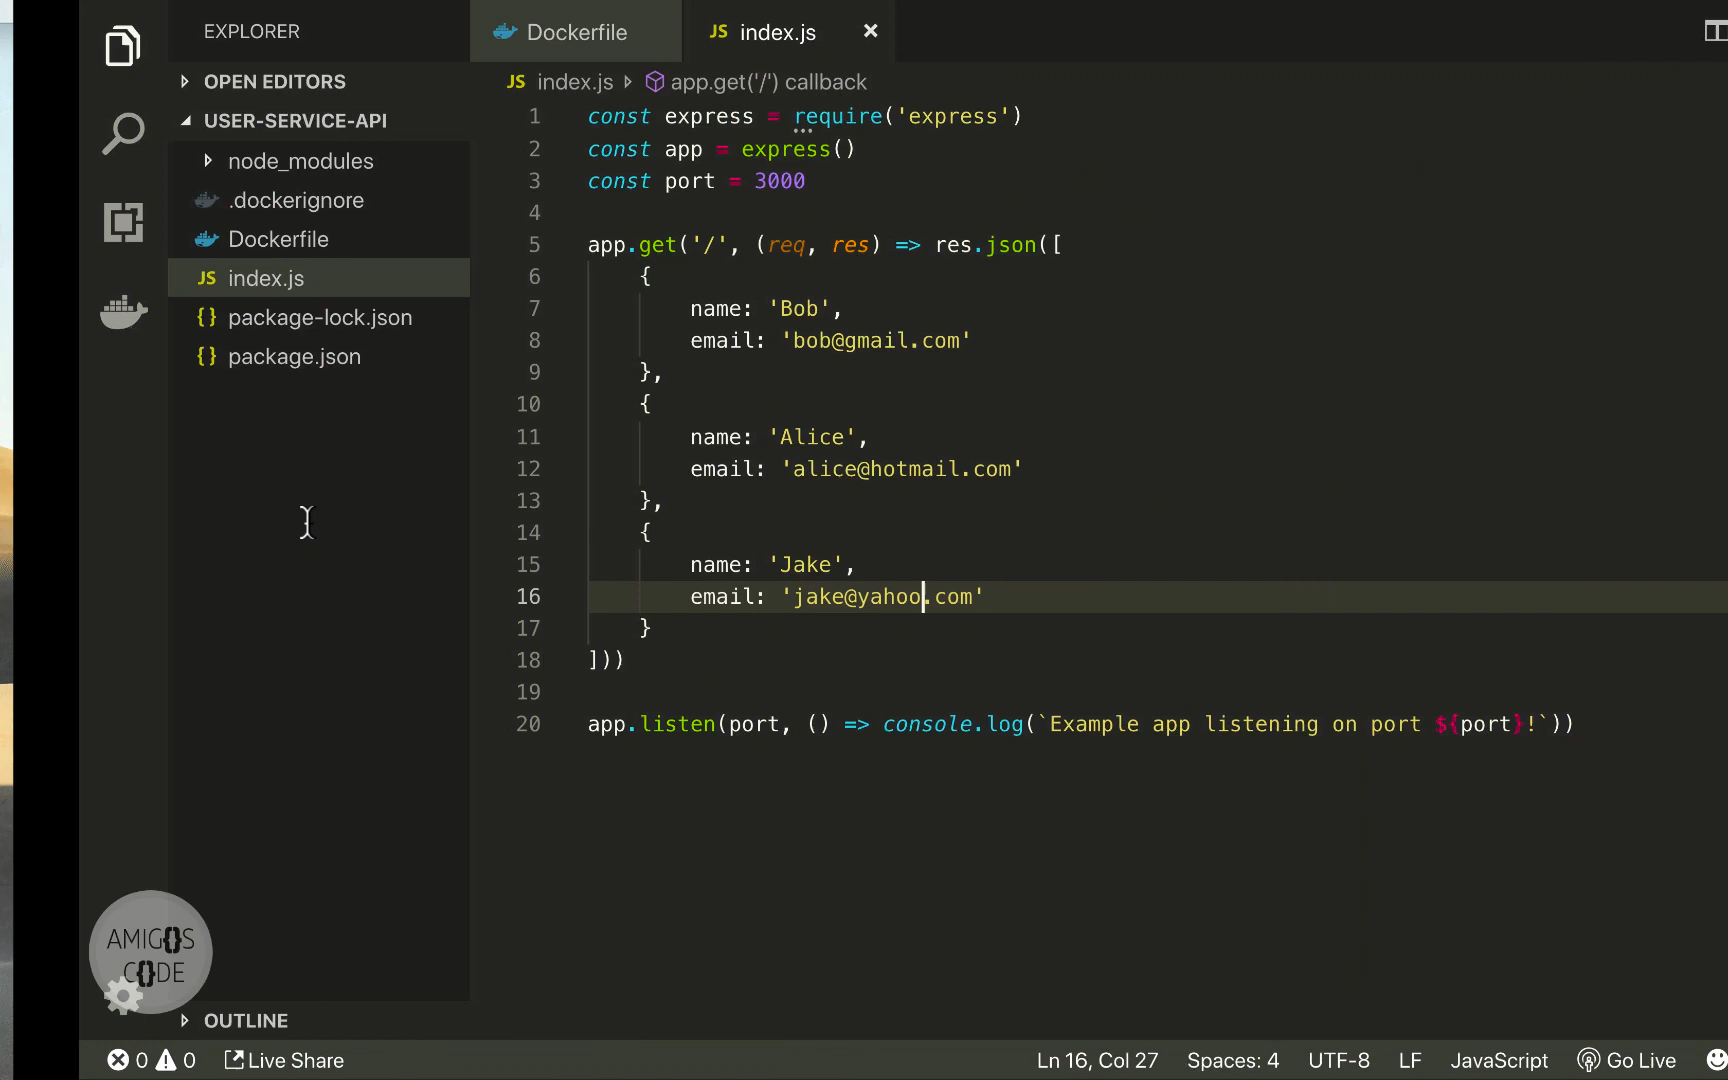 EXPLORER
OPEN EDITORS
USER-SERVICE-API
node_modules
.dockerignore
Dockerfile
JS index.js
{} package-lock.json
{} package.json
AMIG{}S
C{}DE
OUTLINE
Dockerfile
JS index.js
JS index.js app.get('/') callback
1 const express = require('express')
2 const app = express()
3 const port = 3000
4
5 app.get('/', (req, res) => res.json([
6 {
7 name: 'Bob',
8 email: 'bob@gmail.com'
9 },
10 {
11 name: 'Alice',
12 email: 'alice@hotmail.com'
13 },
14 {
15 name: 'Jake',
16 email: 'jake@yahoo.com'
17 }
18 ]))
19
20 app.listen(port, () => console.log(`Example app listening on port ${port}!`))
0 0 Live Share Ln 16, Col 27 Spaces: 4 UTF-8 LF JavaScript Go Live